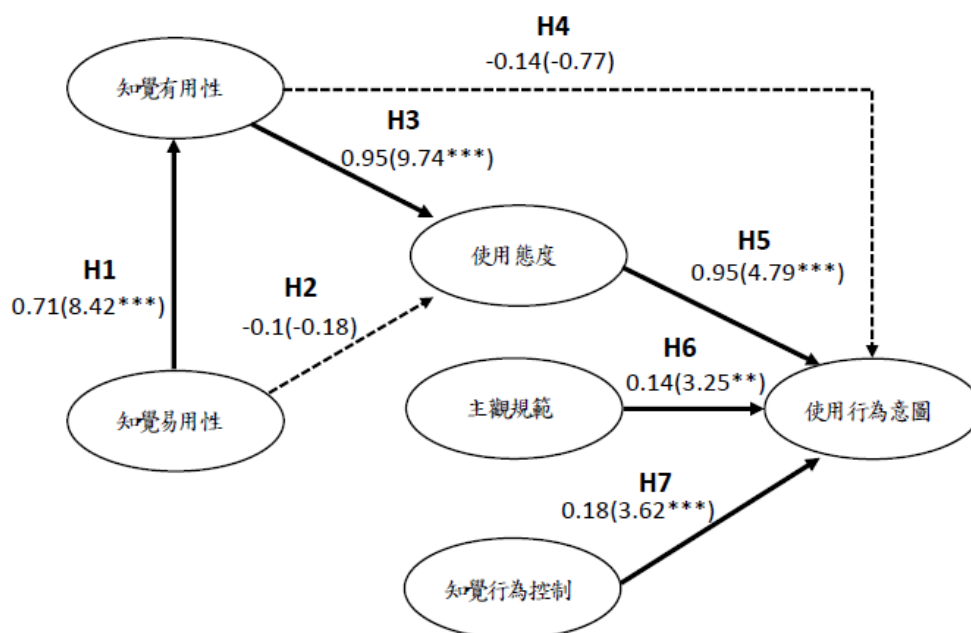 H4
-0.14(-0.77)
知覺有用性
H3
0.95(9.74***)
使用態度
H5
0.95(4.79***)
H1
0.71(8.42***)
H2
-0.1(-0.18)
H6
0.14(3.25**)
知覺易用性
主觀規範
使用行為意圖
H7
0.18(3.62***)
知覺行為控制